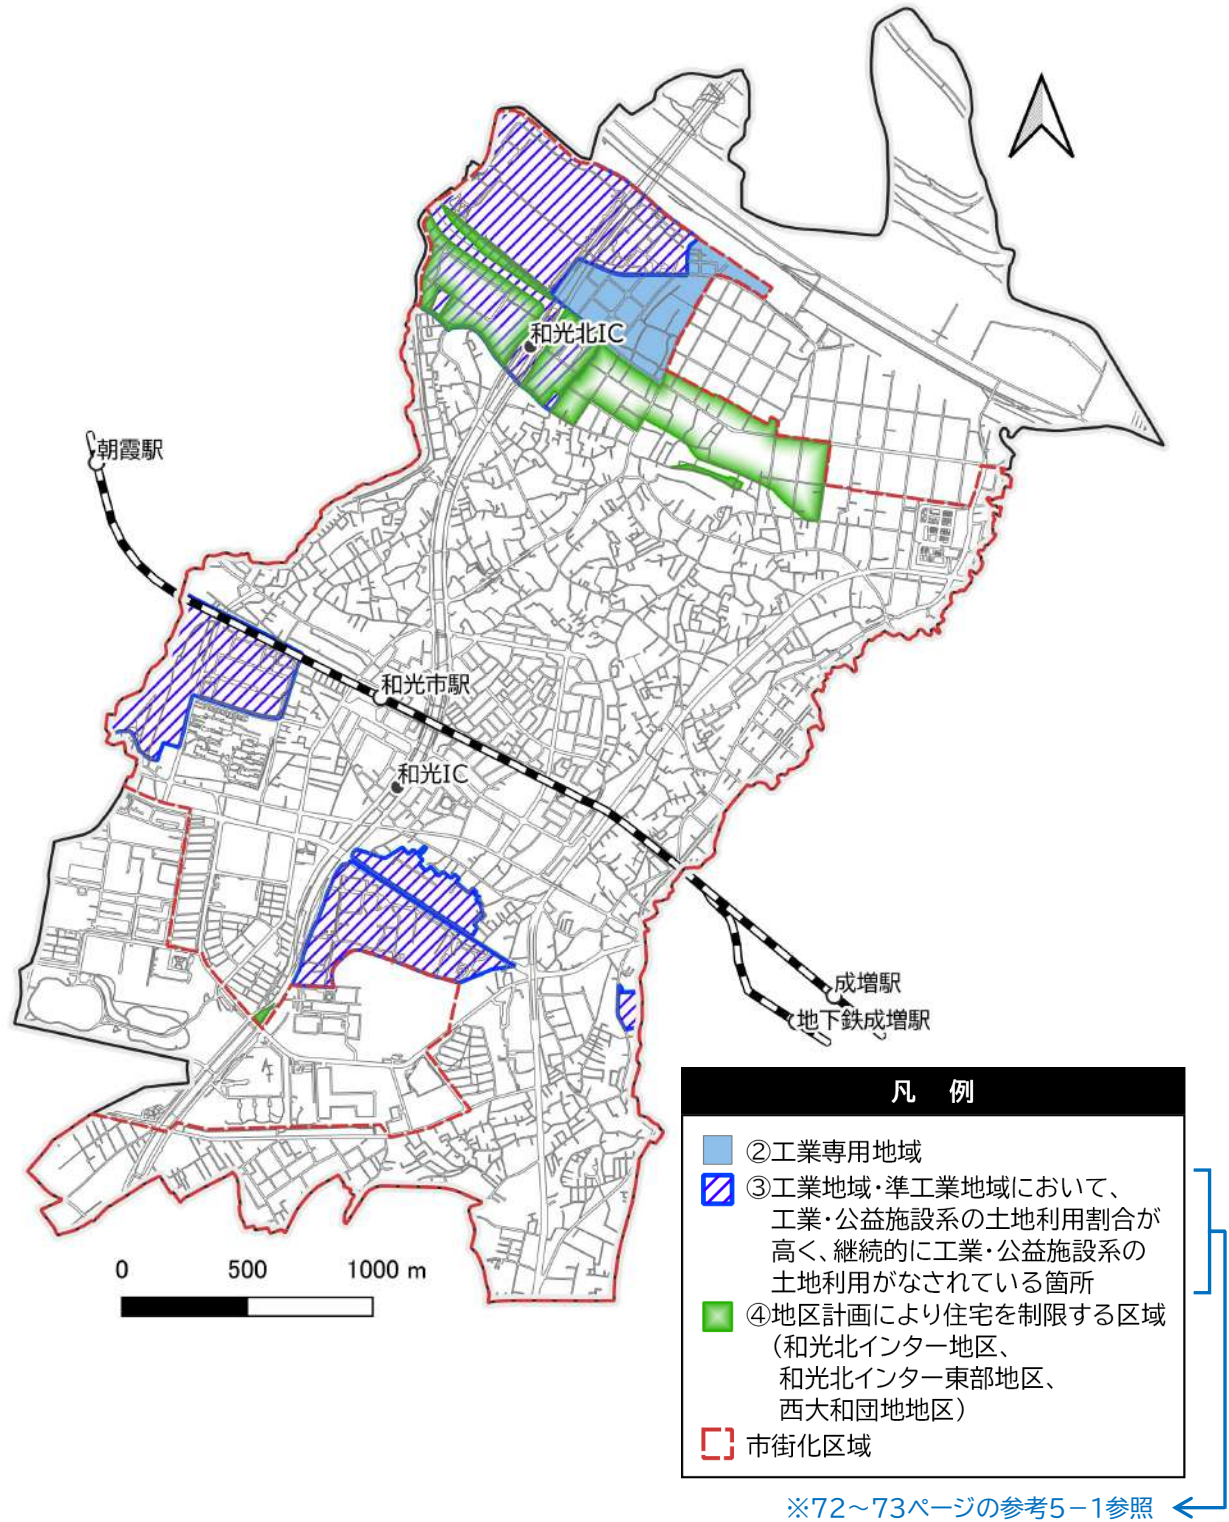 和光北IC
朝霞駅
和光市駅
和光IC
成増駅
地下鉄成増駅
0 500 1000 m
凡 例
②工業専用地域
③工業地域・準工業地域において、
工業・公益施設系の土地利用割合が
高く、継続的に工業・公益施設系の
土地利用がなされている箇所
④地区計画により住宅を制限する区域
（和光北インター地区、
和光北インター東部地区、
西大和団地地区）
市街化区域
※72～73ページの参考5－1参照